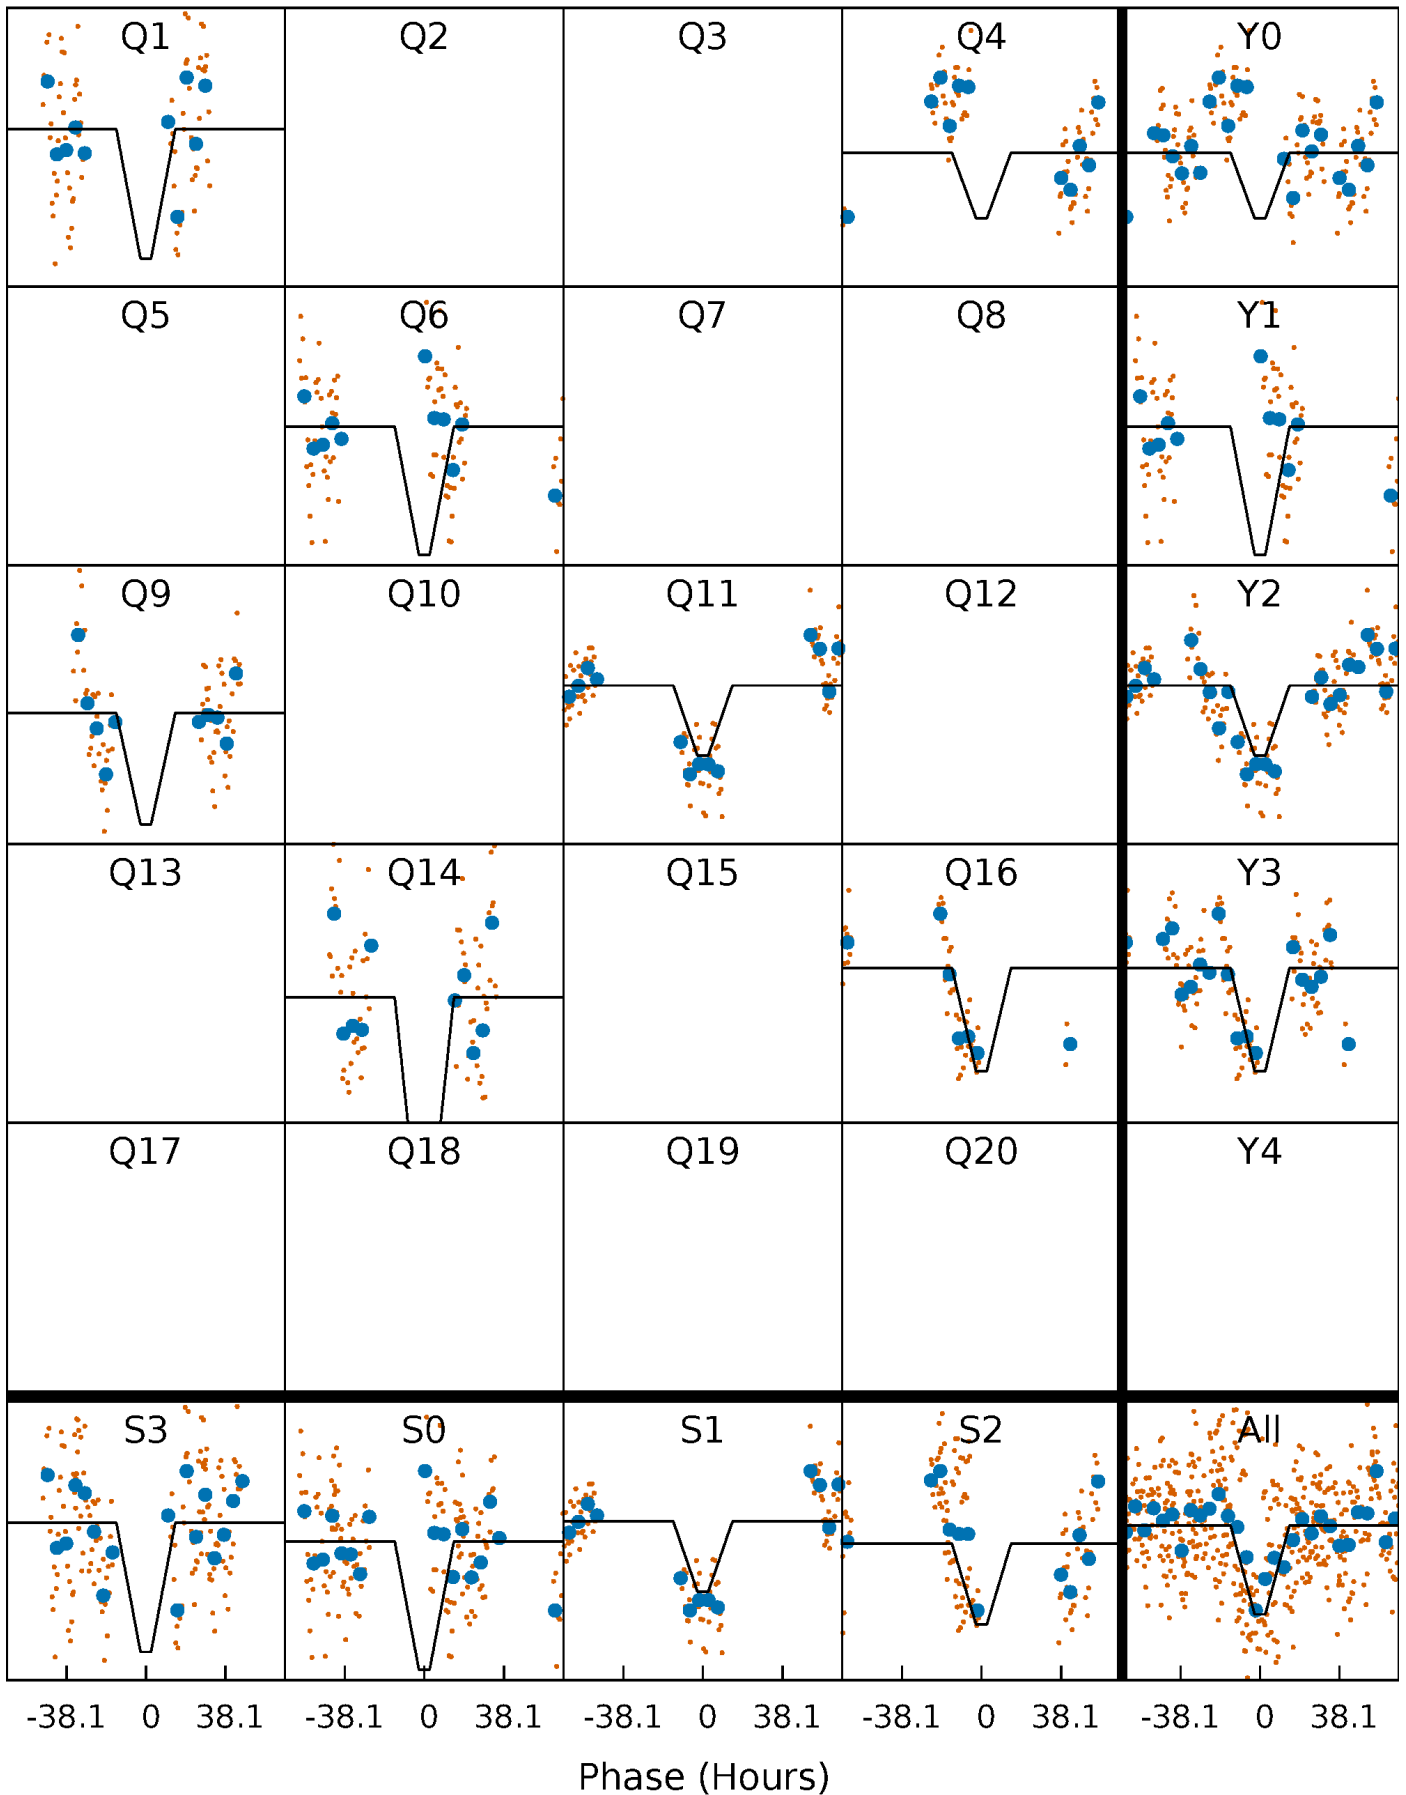 Q1 Q2 Q3 Q4 Y0
Q5 Q6 Q7 Q8 Y1
Q9 Q10 Q11 Q12 Y2
Q13 Q14 Q15 Q16 Y3
Q17 Q18 Q19 Q20 Y4
S3 S0 S1 S2 All
-38.1 0 38.1 -38.1 0 38.1 -38.1 0 38.1 -38.1 0 38.1 -38.1 0 38.1
Phase (Hours)